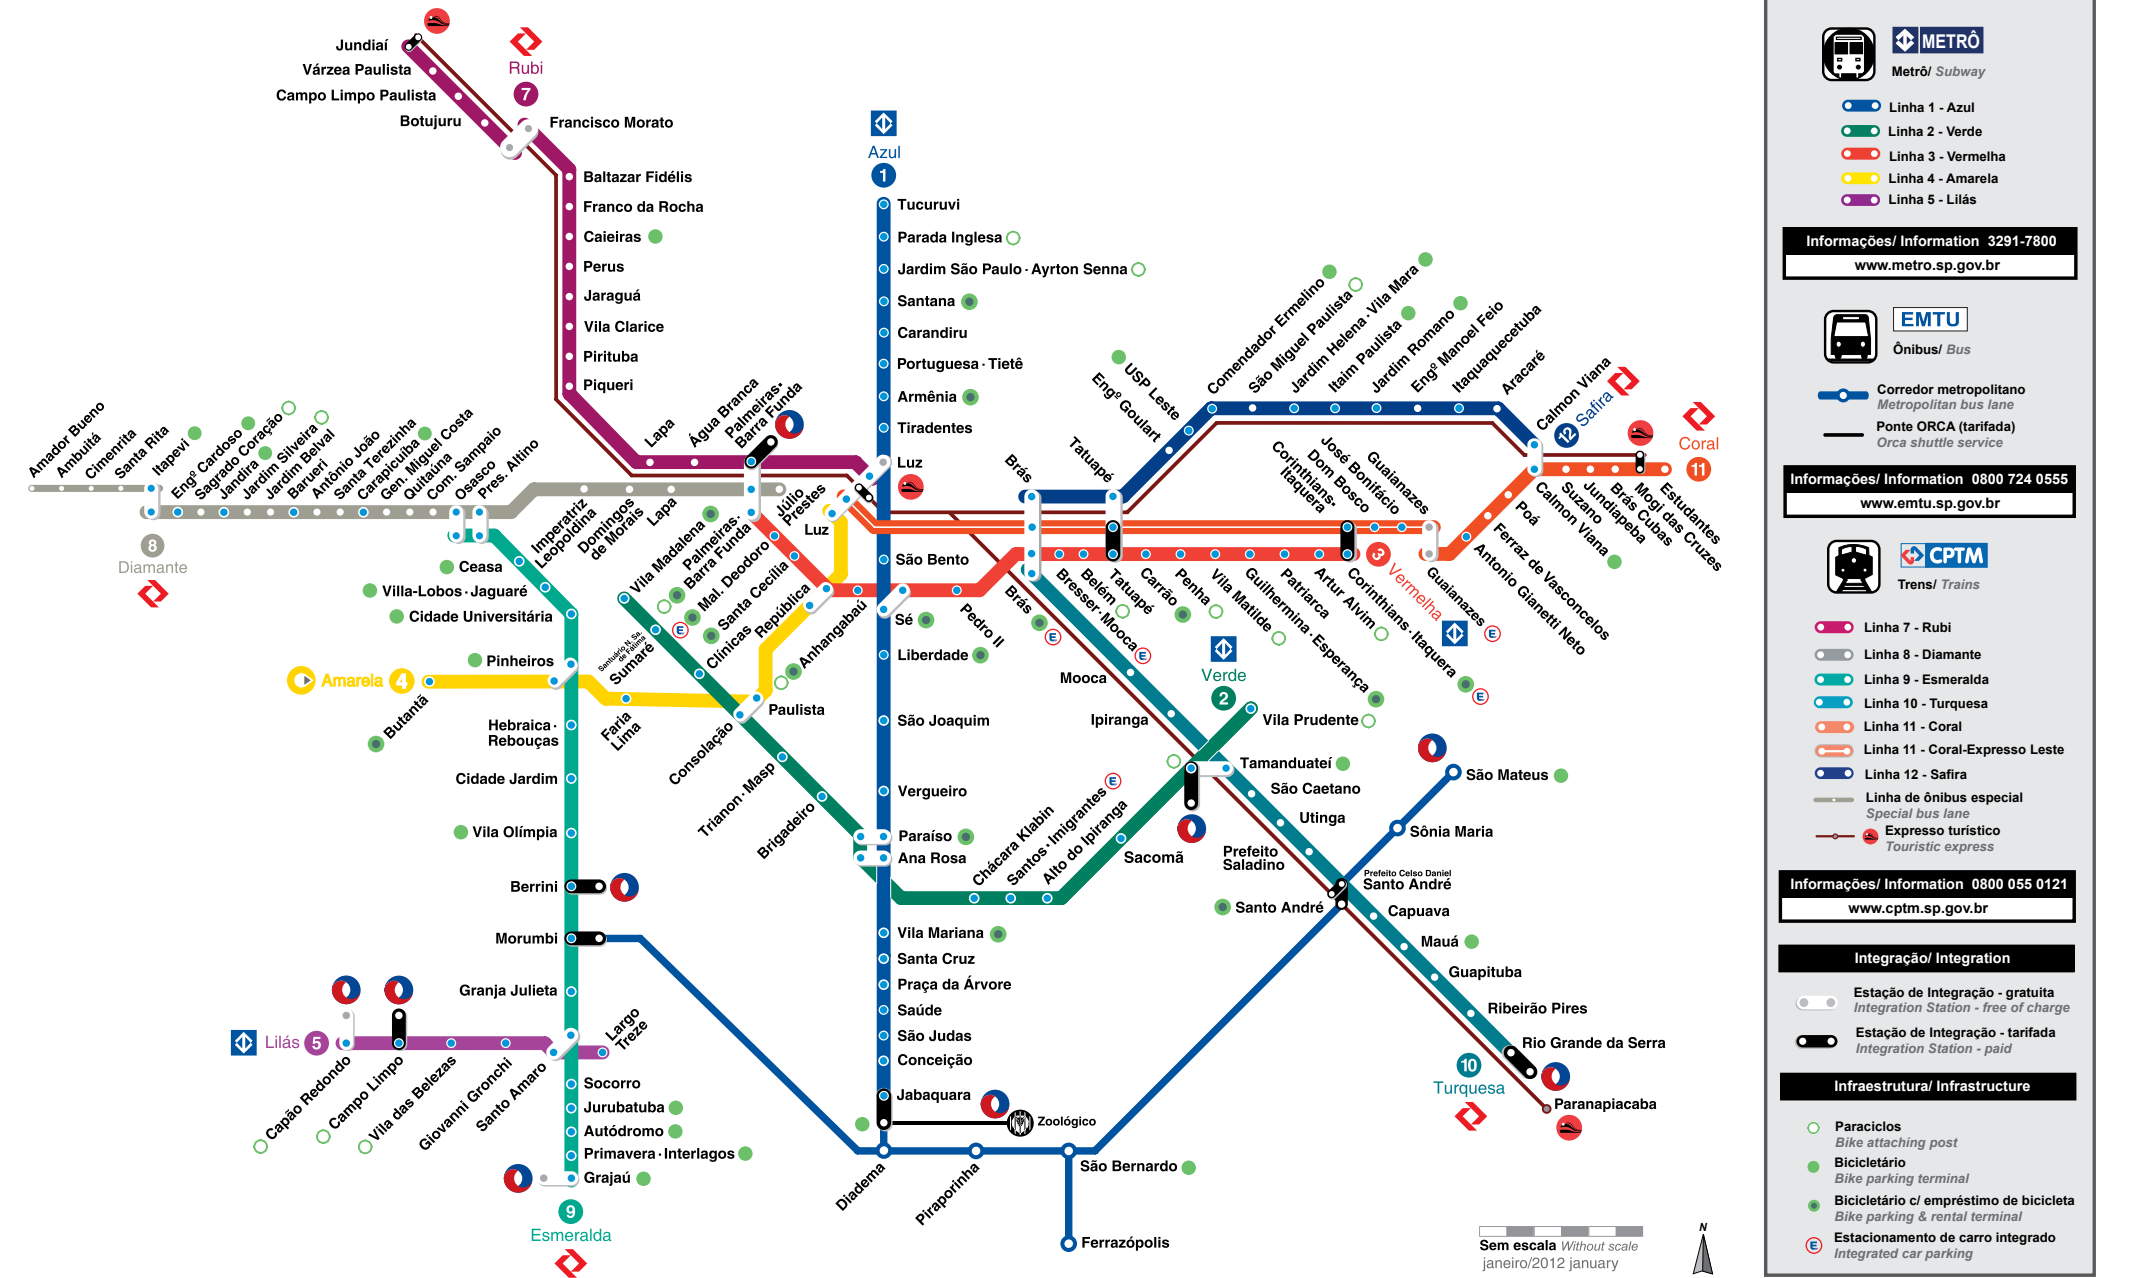 Jundiaí
Várzea Paulista
Campo Limpo Paulista
Botujuru
Rubi
7
Francisco Morato
Baltazar Fidélis
Franco da Rocha
Caieiras
Perus
Jaraguá
Vila Clarice
Pirituba
Piqueri
Lapa
Água Branca
Palmeiras-
Barra Funda
Azul
1
Tucuruvi
Parada Inglesa
Jardim São Paulo · Ayrton Senna
Santana
Carandiru
Portuguesa · Tietê
Armênia
Tiradentes
Luz
São Bento
Sé
Liberdade
São Joaquim
Vergueiro
Paraíso
Ana Rosa
Vila Mariana
Santa Cruz
Praça da Árvore
Saúde
São Judas
Conceição
Jabaquara
Zoológico
Amador Bueno
Ambuitá
Cimenrita
Santa Rita
Itapevi
Engº Cardoso
Sagrado Coração
Jandira
Jardim Silveira
Jardim Belval
Barueri
Antônio João
Santa Terezinha
Carapicuíba
Gen. Miguel Costa
Quitaúna
Com. Sampaio
Osasco
Pres. Altino
Imperatriz
Leopoldina
Domingos
de Morais
Lapa
Júlio
Prestes
Luz
8
Diamante
Ceasa
Villa-Lobos · Jaguaré
Cidade Universitária
Pinheiros
Hebraica ·
Rebouças
Cidade Jardim
Vila Olímpia
Berrini
Morumbi
Granja Julieta
Socorro
Jurubatuba
Autódromo
Primavera · Interlagos
Grajaú
9
Esmeralda
Amarela 4
Butantã
Faria
Lima
Paulista
República
Vila Madalena
Santuário N. Sa.
de Fátima
Sumaré
Clínicas
Consolação
Trianon · Masp
Brigadeiro
Chácara Klabin
Santos · Imigrantes
Alto do Ipiranga
Sacomã
Vila Prudente
Verde
2
Palmeiras-
Barra Funda
Mal. Deodoro
Santa Cecília
Anhangabaú
Pedro II
Brás
Bresser · Mooca
Belém
Tatuapé
Carrão
Penha
Vila Matilde
Guilhermina · Esperança
Patriarca
Artur Alvim
Corinthians · Itaquera
3
Vermelha
Lilás 5
Capão Redondo
Campo Limpo
Vila das Belezas
Giovanni Gronchi
Santo Amaro
Largo
Treze
Brás
Tatuapé
Engº Goulart
USP Leste
Comendador Ermelino
São Miguel Paulista
Jardim Helena · Vila Mara
Itaim Paulista
Jardim Romano
Engº Manoel Feio
Itaquaquecetuba
Aracaré
Calmon Viana
12 Safira
Coral
11
Corinthians-
Itaquera
Dom Bosco
José Bonifácio
Guaianazes
Guaianazes
Antonio Gianetti Neto
Ferraz de Vasconcelos
Poá
Calmon Viana
Suzano
Jundiapeba
Brás Cubas
Mogi das Cruzes
Estudantes
Mooca
Ipiranga
Tamanduateí
São Caetano
Utinga
Prefeito
Saladino
Prefeito Celso Daniel
Santo André
Santo André
Capuava
Mauá
Guapituba
Ribeirão Pires
Rio Grande da Serra
Paranapiacaba
10
Turquesa
São Mateus
Sônia Maria
Diadema
Piraporinha
São Bernardo
Ferrazópolis
E
E
E
E
E
E
Sem escala Without scale
janeiro/2012 january
N
METRÔ
Metrô/ Subway
Linha 1 - Azul
Linha 2 - Verde
Linha 3 - Vermelha
Linha 4 - Amarela
Linha 5 - Lilás
Informações/ Information 3291-7800
www.metro.sp.gov.br
EMTU
Ônibus/ Bus
Corredor metropolitano
Metropolitan bus lane
Ponte ORCA (tarifada)
Orca shuttle service
Informações/ Information 0800 724 0555
www.emtu.sp.gov.br
CPTM
Trens/ Trains
Linha 7 - Rubi
Linha 8 - Diamante
Linha 9 - Esmeralda
Linha 10 - Turquesa
Linha 11 - Coral
Linha 11 - Coral-Expresso Leste
Linha 12 - Safira
Linha de ônibus especial
Special bus lane
Expresso turístico
Touristic express
Informações/ Information 0800 055 0121
www.cptm.sp.gov.br
Integração/ Integration
Estação de Integração - gratuita
Integration Station - free of charge
Estação de Integração - tarifada
Integration Station - paid
Infraestrutura/ Infrastructure
Paraciclos
Bike attaching post
Bicicletário
Bike parking terminal
Bicicletário c/ empréstimo de bicicleta
Bike parking & rental terminal
E
Estacionamento de carro integrado
Integrated car parking